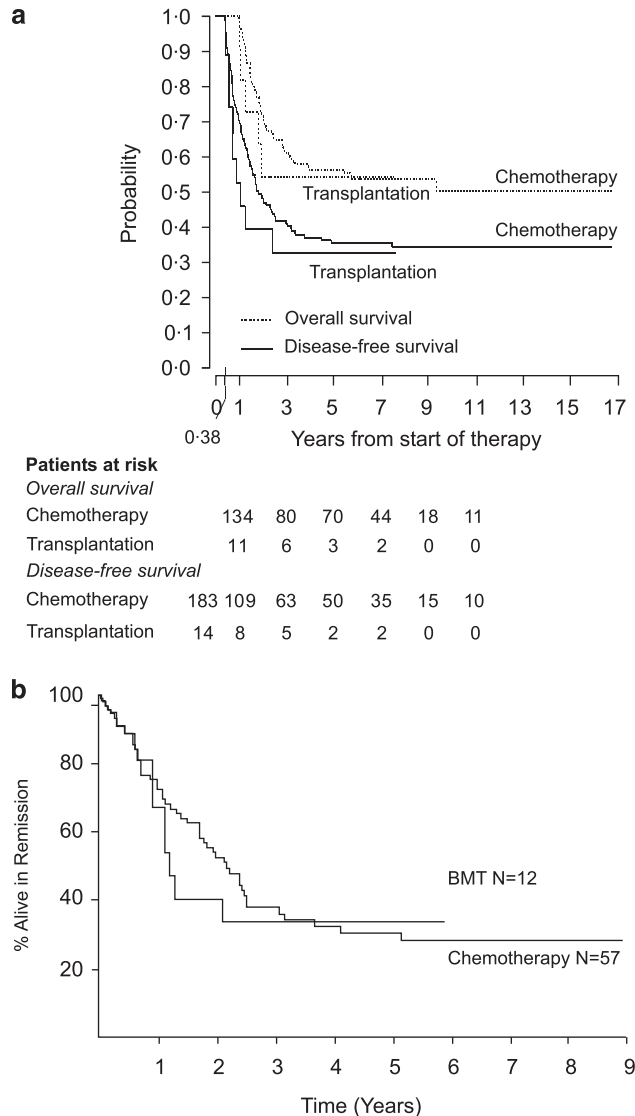 a
1·0
0·9
0·8
0·7
0·6
0·5
0·4
0·3
0·2
0·1
0·0
Probability
Chemotherapy
Transplantation
Chemotherapy
Transplantation
Overall survival
Disease-free survival
0 1 3 5 7 9 11 13 15 17
0·38
Years from start of therapy
Patients at risk
Overall survival
Chemotherapy 134 80 70 44 18 11
Transplantation 11 6 3 2 0 0
Disease-free survival
Chemotherapy 183 109 63 50 35 15 10
Transplantation 14 8 5 2 2 0 0
b
100
80
60
40
20
% Alive in Remission
BMT N=12
Chemotherapy N=57
1 2 3 4 5 6 7 8 9
Time (Years)